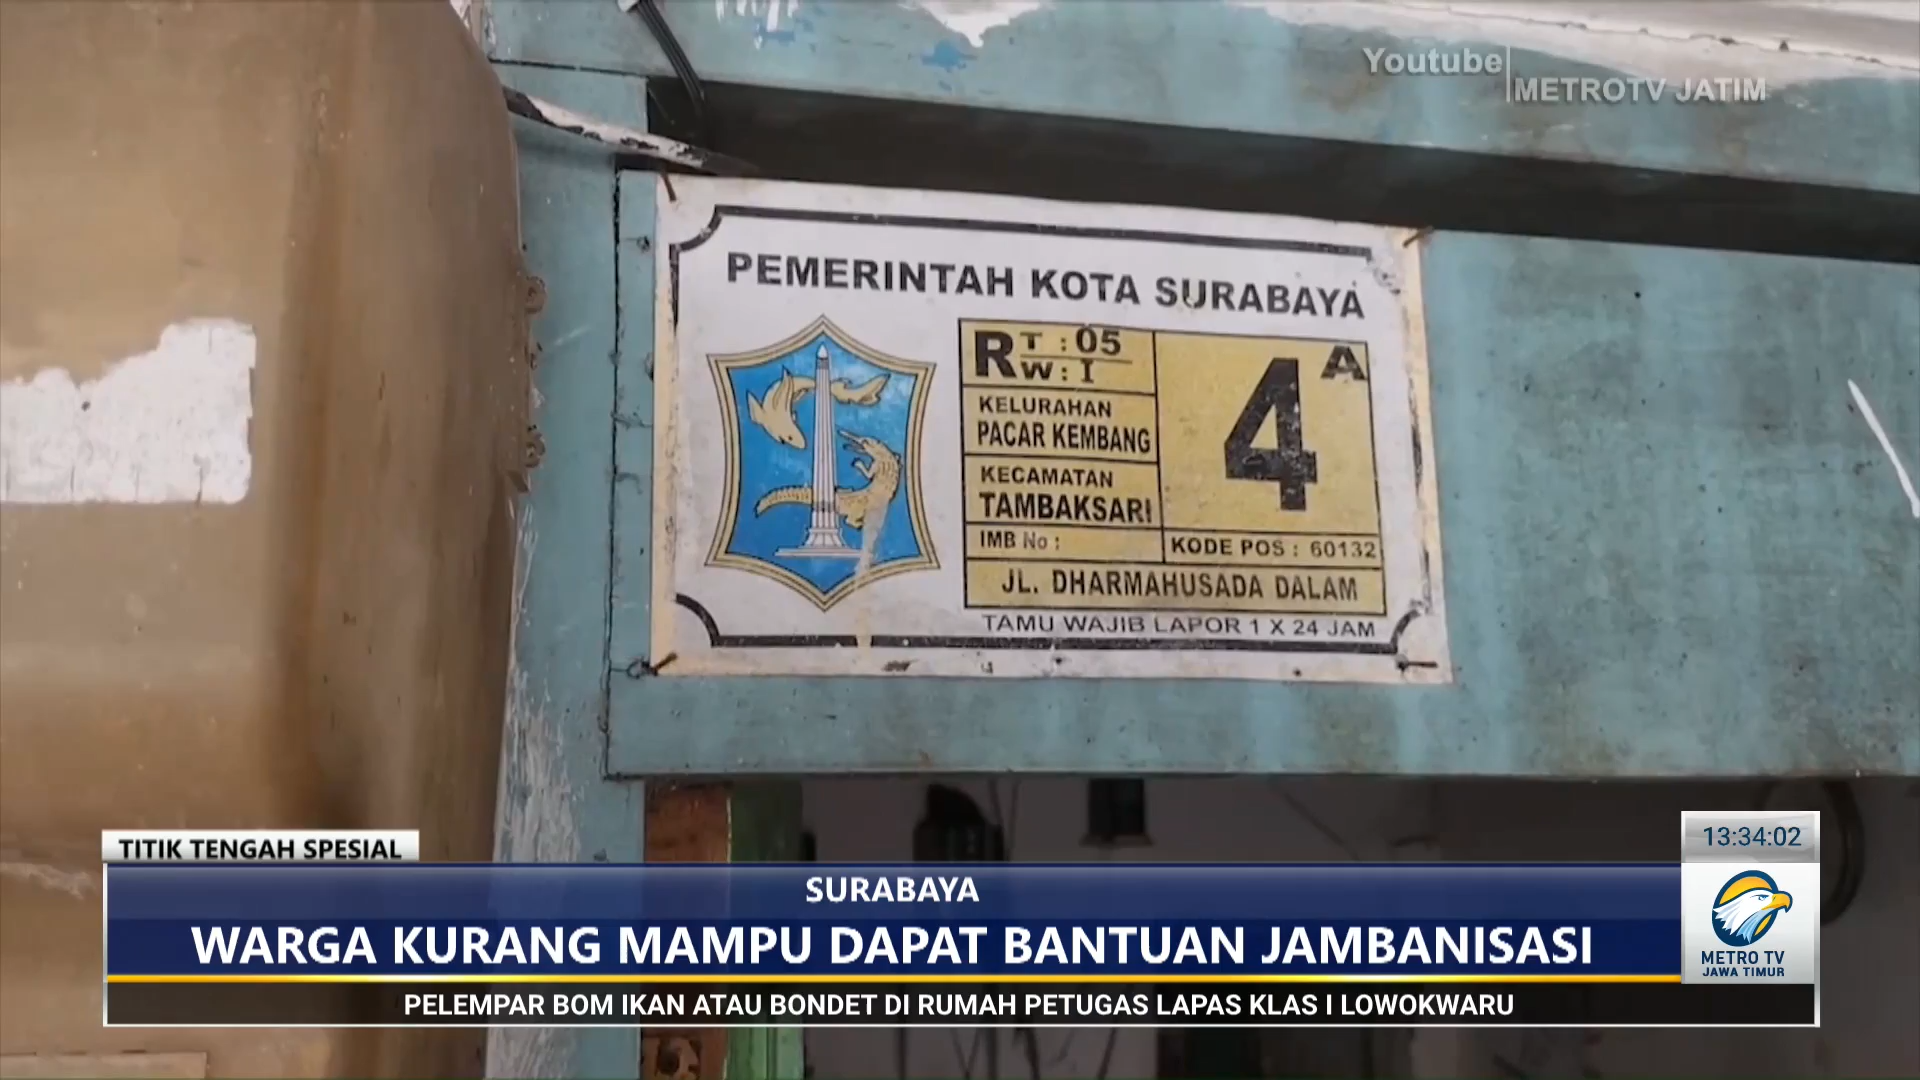 Youtube
METROTV JATIM
PEMERINTAH KOTA SURABAYA
RT : 05
RW : I
4 A
KELURAHAN
PACAR KEMBANG
KECAMATAN
TAMBAKSARI
IMB No :
KODE POS : 60132
JL. DHARMAHUSADA DALAM
TAMU WAJIB LAPOR 1 X 24 JAM
TITIK TENGAH SPESIAL
13:34:02
SURABAYA
WARGA KURANG MAMPU DAPAT BANTUAN JAMBANISASI
METRO TV
JAWA TIMUR
PELEMPAR BOM IKAN ATAU BONDET DI RUMAH PETUGAS LAPAS KLAS I LOWOKWARU